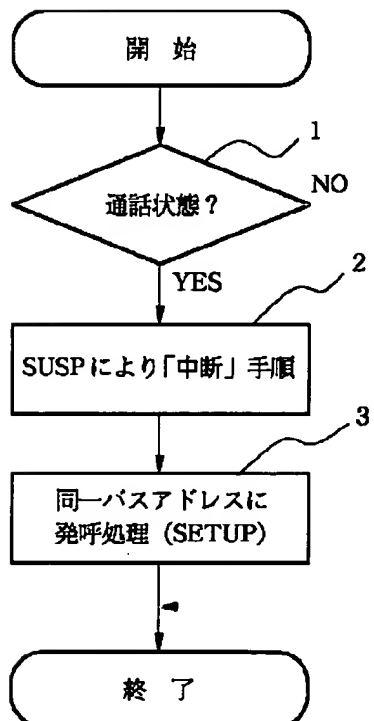 開 始
1
通話状態?
NO
YES
2
SUSPにより「中断」手順
3
同一バスアドレスに
発呼処理 (SETUP)
終 了